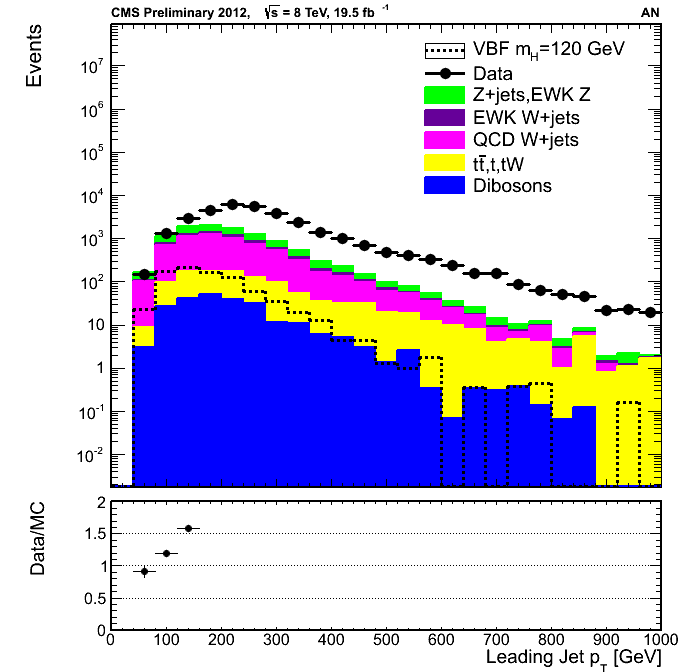 CMS Preliminary 2012, √s = 8 TeV, 19.5 fb⁻¹ AN
Events
VBF m_H=120 GeV
Data
Z+jets,EWK Z
EWK W+jets
QCD W+jets
tt̄,t,tW
Dibosons
10⁷
10⁶
10⁵
10⁴
10³
10²
10
1
10⁻¹
10⁻²
Data/MC
2
1.5
1
0.5
0
0 100 200 300 400 500 600 700 800 900 1000
Leading Jet p_T [GeV]